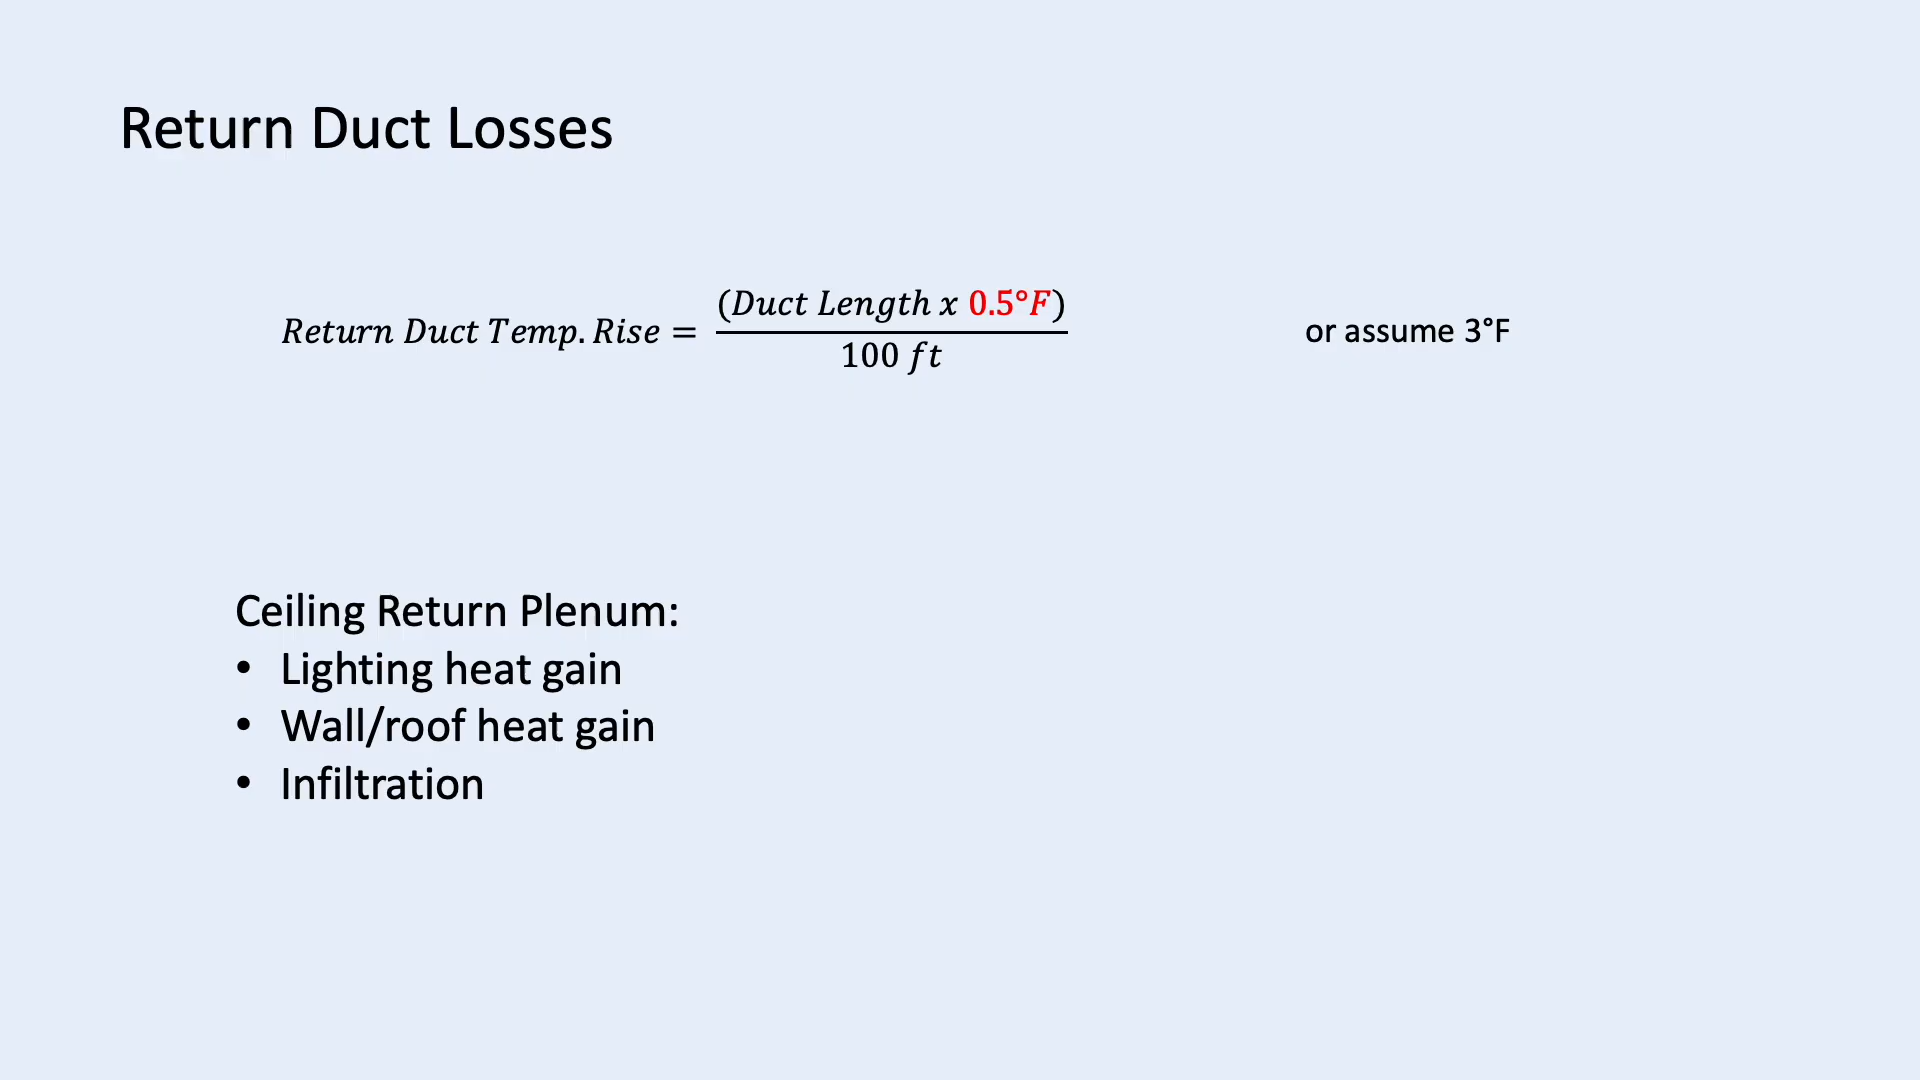 Return Duct Losses
Return Duct Temp. Rise = (Duct Length x 0.5°F) / 100 ft
or assume 3°F
Ceiling Return Plenum:
• Lighting heat gain
• Wall/roof heat gain
• Infiltration